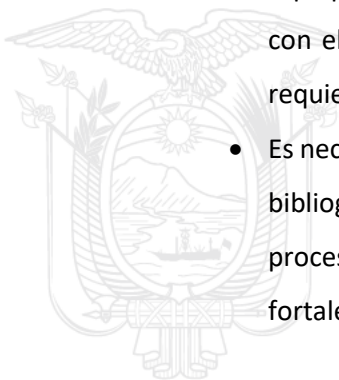 con el
requie
• Es nec
bibliog
proces
fortale